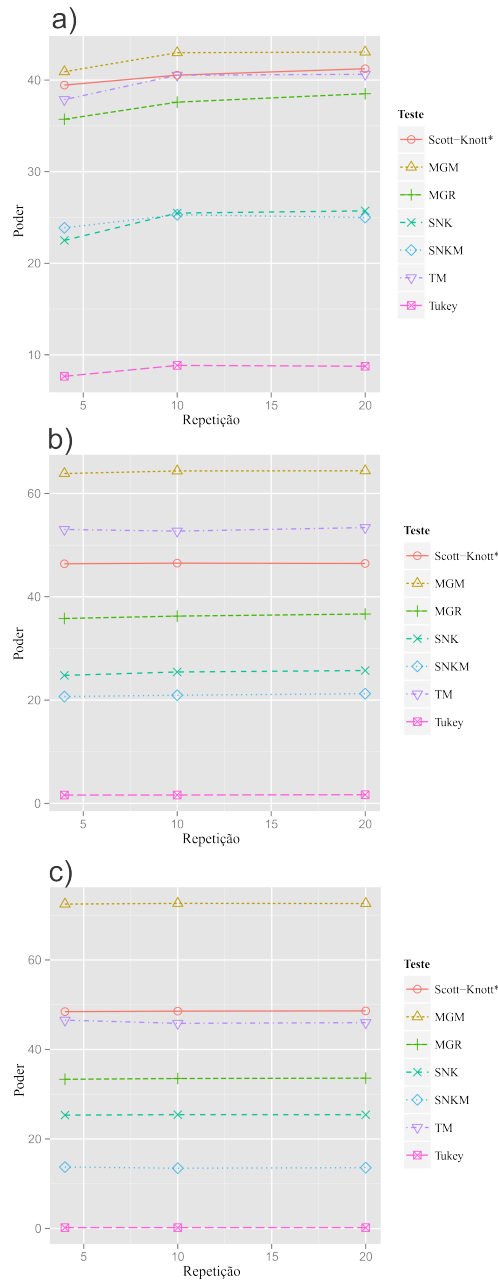 a)
40
30
20
10
Poder
5
10
15
20
Repetição
Teste
Scott−Knott*
MGM
MGR
SNK
SNKM
TM
Tukey
b)
60
40
20
0
Poder
5
10
15
20
Repetição
Teste
Scott−Knott*
MGM
MGR
SNK
SNKM
TM
Tukey
c)
60
40
20
0
Poder
5
10
15
20
Repetição
Teste
Scott−Knott*
MGM
MGR
SNK
SNKM
TM
Tukey